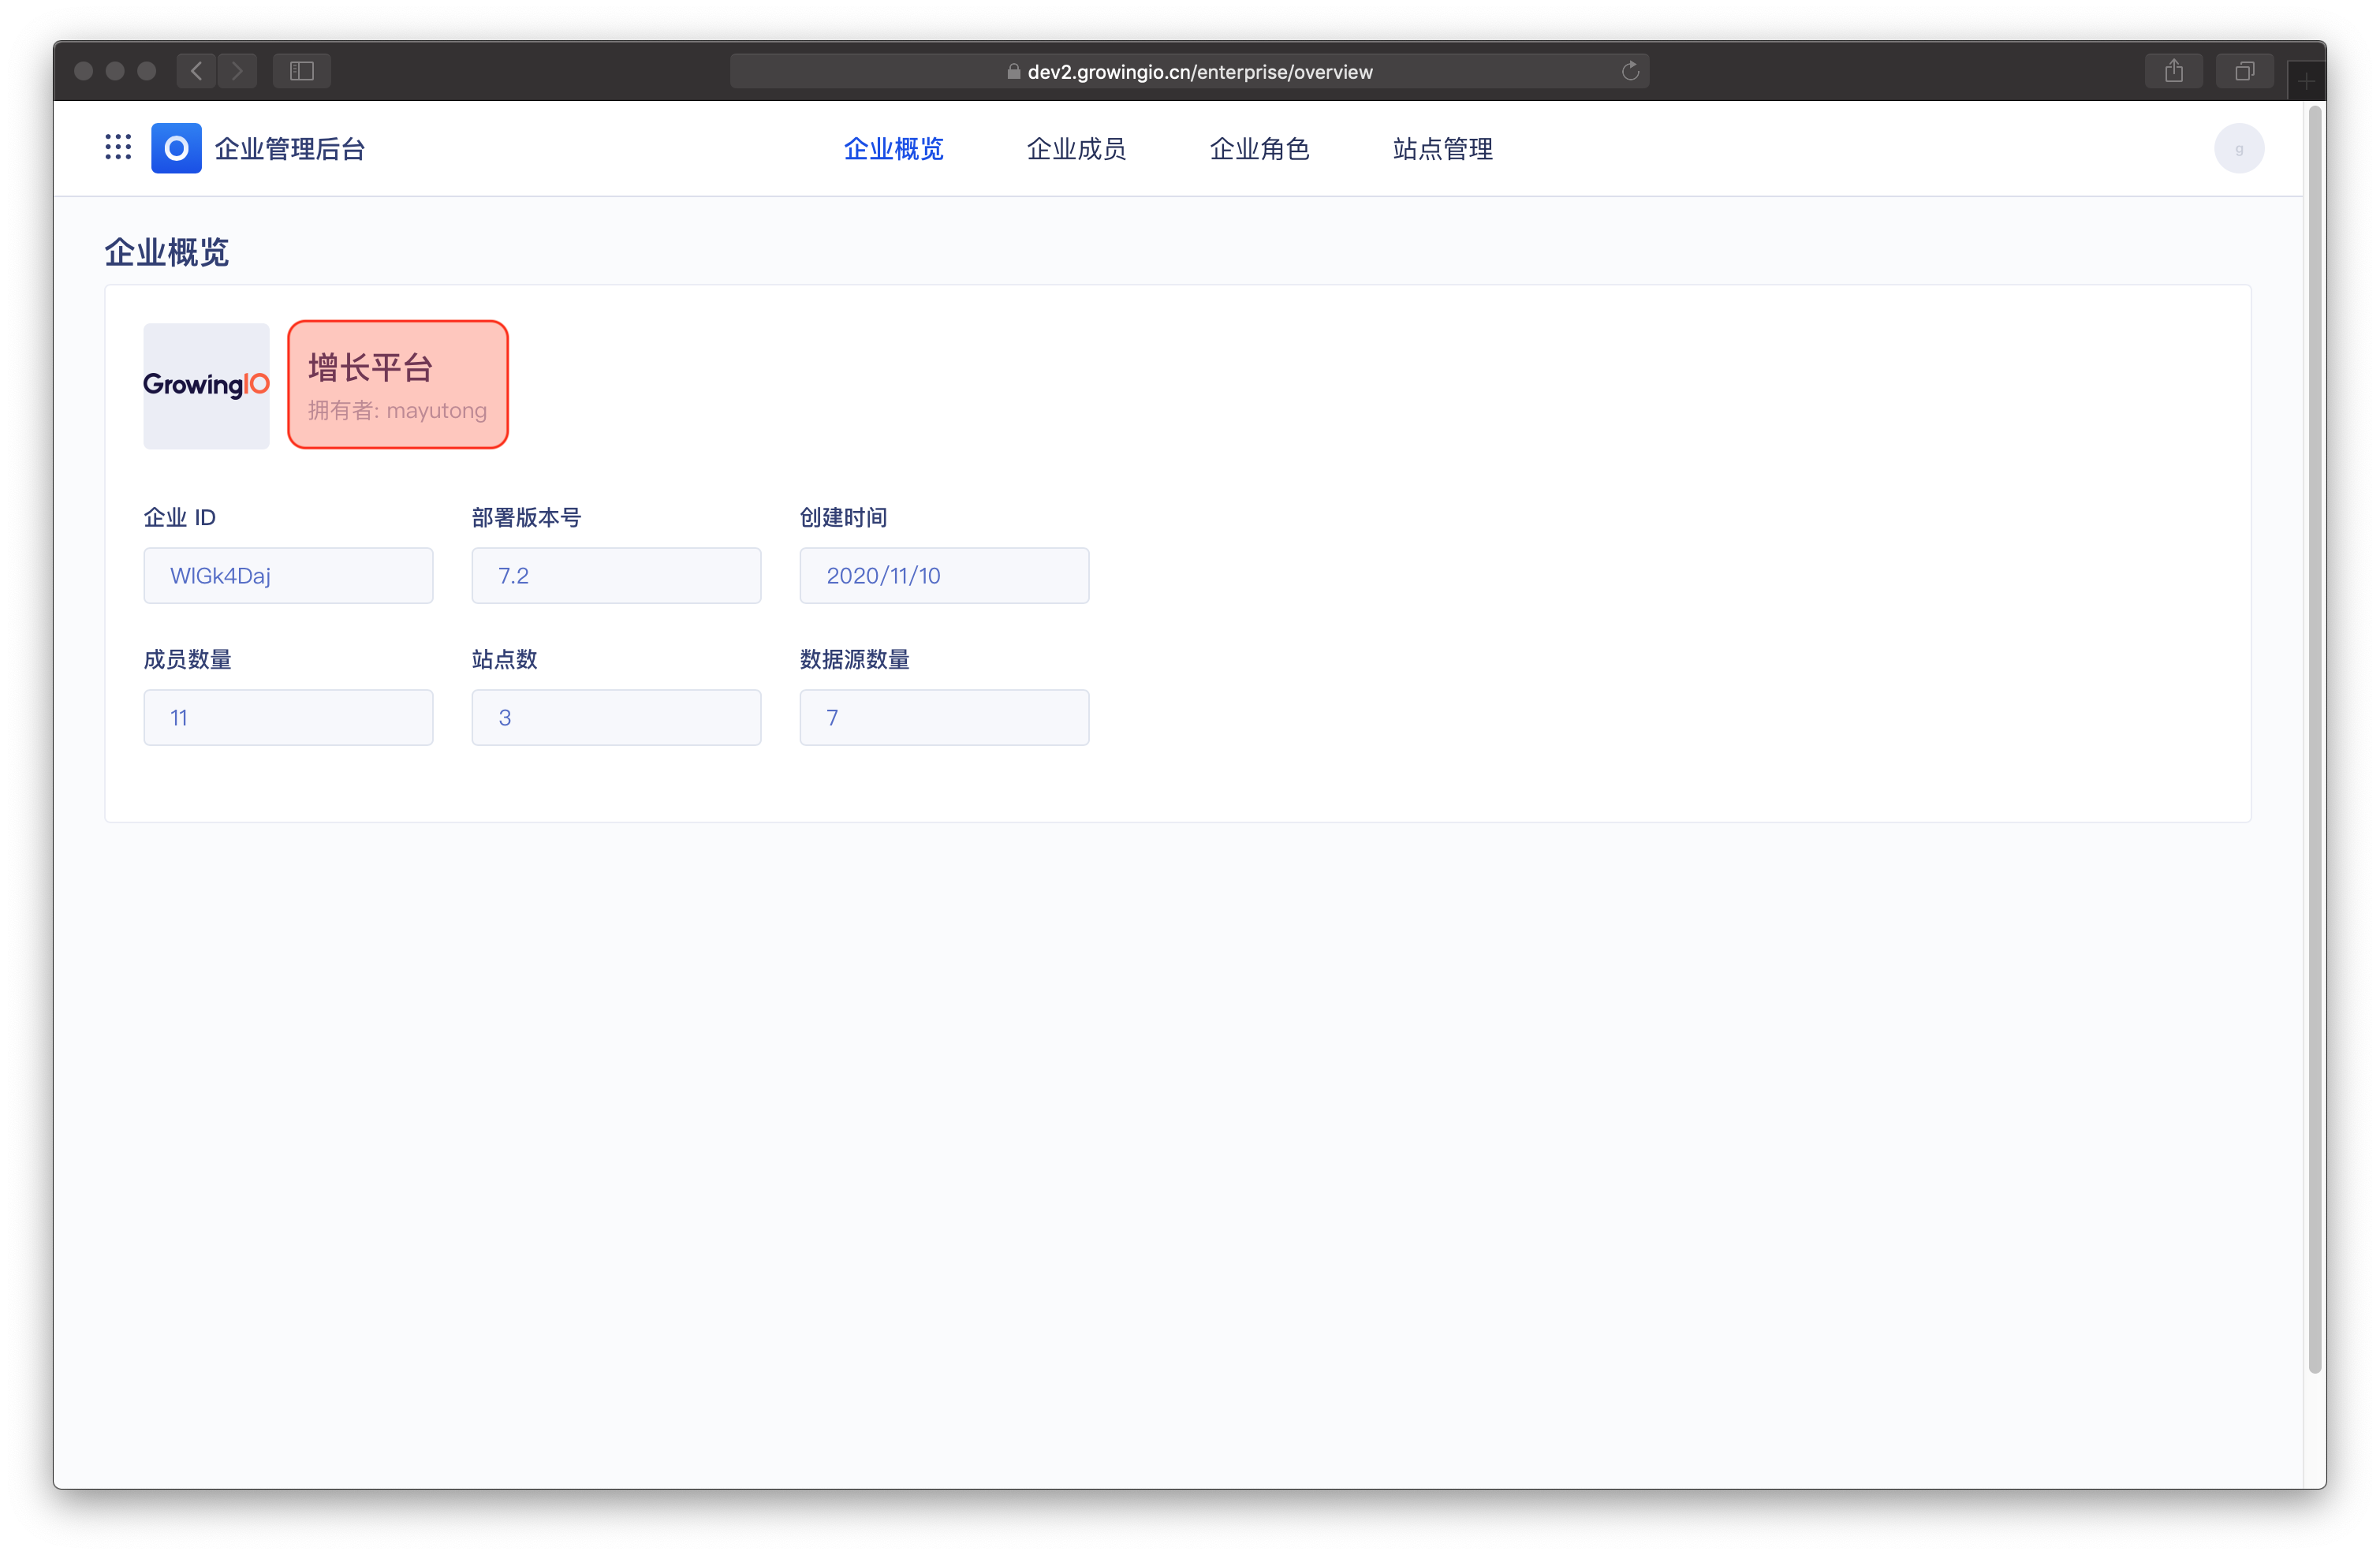 dev2.growingio.cn/enterprise/overview
企业管理后台
企业概览 企业成员 企业角色 站点管理
g
企业概览
GrowingIO
增长平台
拥有者: mayutong
企业 ID 部署版本号 创建时间
WlGk4Daj 7.2 2020/11/10
成员数量 站点数 数据源数量
11 3 7